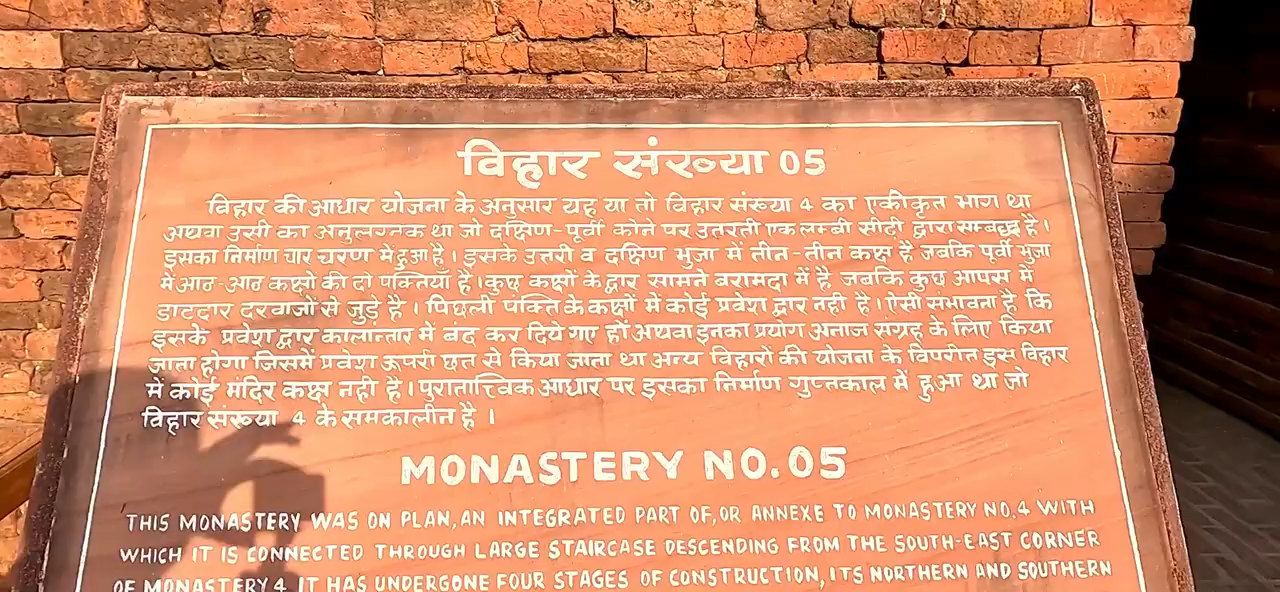 विहार संख्या 05
विहार की आधार योजना के अनुसार यह या तो विहार संख्या 4 का एकीकृत भाग था
अथवा उसी का अनुलग्नक था जो दक्षिण-पूर्वी कोने पर उतरती एक लम्बी सीढी द्वारा सम्बद्ध है।
इसका निर्माण चार चरण में हुआ है। इसके उत्तरी व दक्षिण भुजा में तीन-तीन कक्ष है जबकि पूर्वी भुजा
में आठ-आठ कक्षों की दो पंक्तियाँ है। कुछ कक्षों के द्वार सामने बरामदा में है जबकि कुछ आपस में
डाटदार दरवाजों से जुड़े है। पिछली पंक्ति के कक्षों में कोई प्रवेश द्वार नही है। ऐसी संभावना है कि
इसके प्रवेश द्वार कालान्तार में बंद कर दिये गए हों अथवा इनका प्रयोग अनाज संग्रह के लिए किया
जाता होगा जिसमें प्रवेश ऊपरी छत से किया जाता था अन्य विहारों की योजना के विपरीत इस विहार
में कोई मंदिर कक्ष नही है। पुरातात्त्विक आधार पर इसका निर्माण गुप्तकाल में हुआ था जो
विहार संख्या 4 के समकालीन है।
MONASTERY NO. 05
THIS MONASTERY WAS ON PLAN, AN INTEGRATED PART OF, OR ANNEXE TO MONASTERY NO. 4 WITH
WHICH IT IS CONNECTED THROUGH LARGE STAIRCASE DESCENDING FROM THE SOUTH-EAST CORNER
OF MONASTERY 4 IT HAS UNDERGONE FOUR STAGES OF CONSTRUCTION, ITS NORTHERN AND SOUTHERN